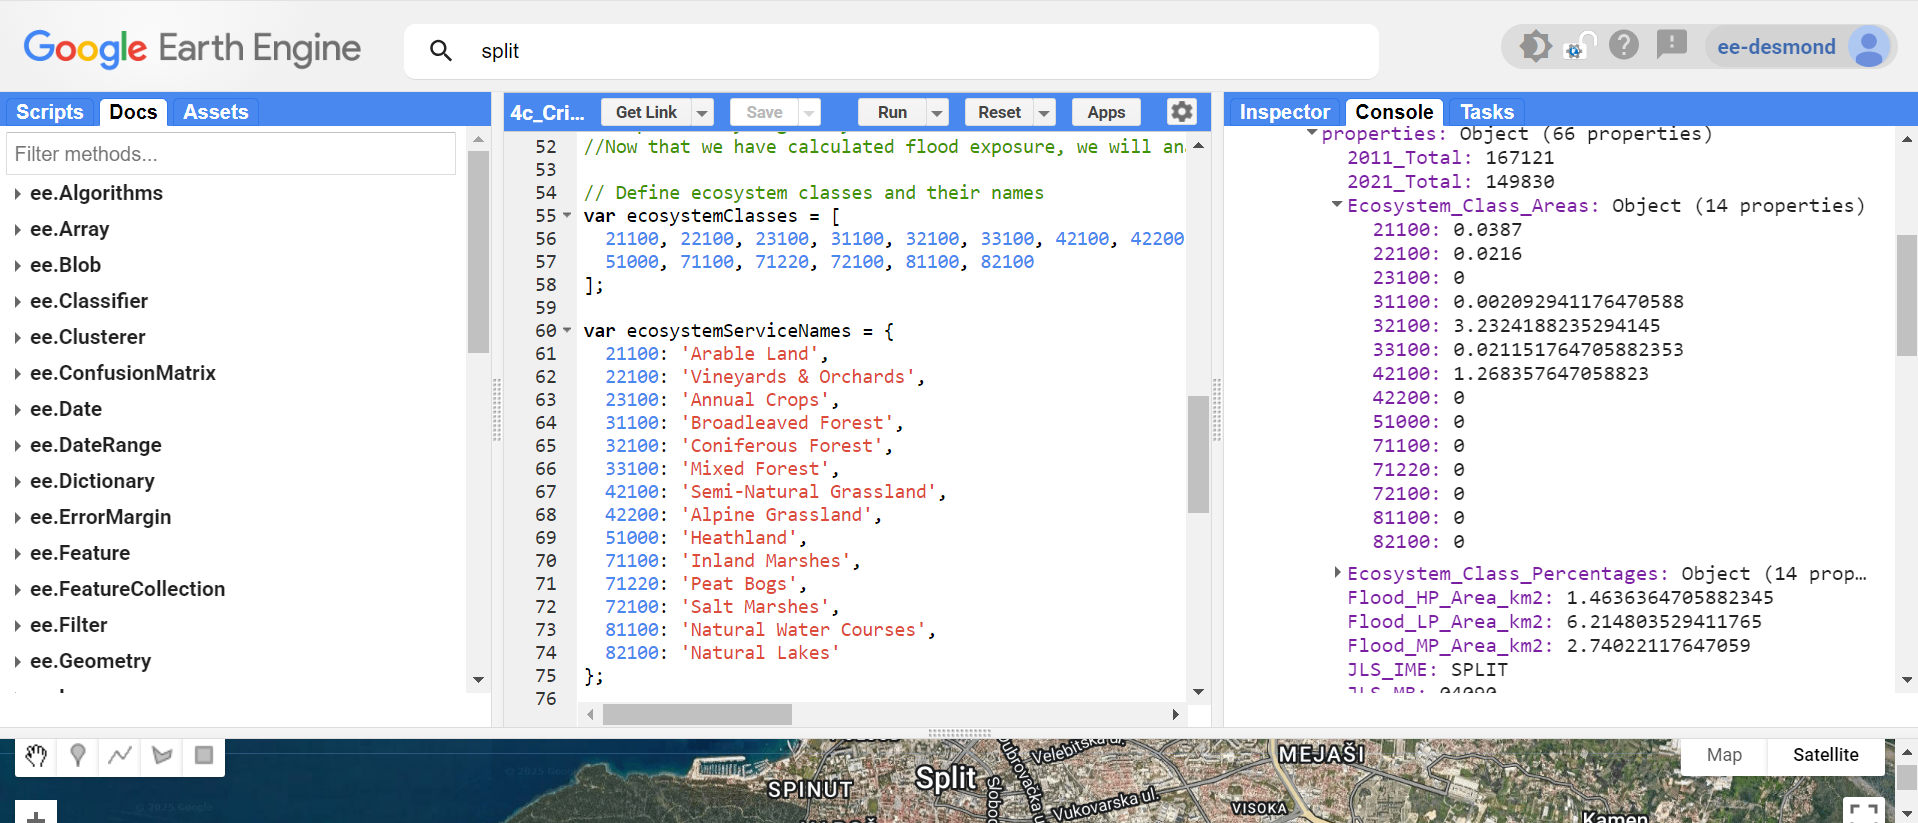 Google Earth Engine
split
ee-desmond
Scripts
Docs
Assets
Filter methods...
ee.Algorithms
ee.Array
ee.Blob
ee.Classifier
ee.Clusterer
ee.ConfusionMatrix
ee.Date
ee.DateRange
ee.Dictionary
ee.ErrorMargin
ee.Feature
ee.FeatureCollection
ee.Filter
ee.Geometry
4c_Cri...
Get Link
Save
Run
Reset
Apps
52 //Now that we have calculated flood exposure, we will an
53
54 // Define ecosystem classes and their names
55 var ecosystemClasses = [
56 21100, 22100, 23100, 31100, 32100, 33100, 42100, 42200
57 51000, 71100, 71220, 72100, 81100, 82100
58 ];
59
60 var ecosystemServiceNames = {
61 21100: 'Arable Land',
62 22100: 'Vineyards & Orchards',
63 23100: 'Annual Crops',
64 31100: 'Broadleaved Forest',
65 32100: 'Coniferous Forest',
66 33100: 'Mixed Forest',
67 42100: 'Semi-Natural Grassland',
68 42200: 'Alpine Grassland',
69 51000: 'Heathland',
70 71100: 'Inland Marshes',
71 71220: 'Peat Bogs',
72 72100: 'Salt Marshes',
73 81100: 'Natural Water Courses',
74 82100: 'Natural Lakes'
75 };
76
Inspector
Console
Tasks
properties: Object (66 properties)
2011_Total: 167121
2021_Total: 149830
Ecosystem_Class_Areas: Object (14 properties)
21100: 0.0387
22100: 0.0216
23100: 0
31100: 0.002092941176470588
32100: 3.2324188235294145
33100: 0.021151764705882353
42100: 1.268357647058823
42200: 0
51000: 0
71100: 0
71220: 0
72100: 0
81100: 0
82100: 0
Ecosystem_Class_Percentages: Object (14 prop…
Flood_HP_Area_km2: 1.4636364705882345
Flood_LP_Area_km2: 6.214803529411765
Flood_MP_Area_km2: 2.74022117647059
JLS_IME: SPLIT
JLS_MB: 04090
Map
Satellite
SPINUT
Split
Velebitska ul.
Vukovarska ul.
MEJAŠI
VISOKA
Kamen